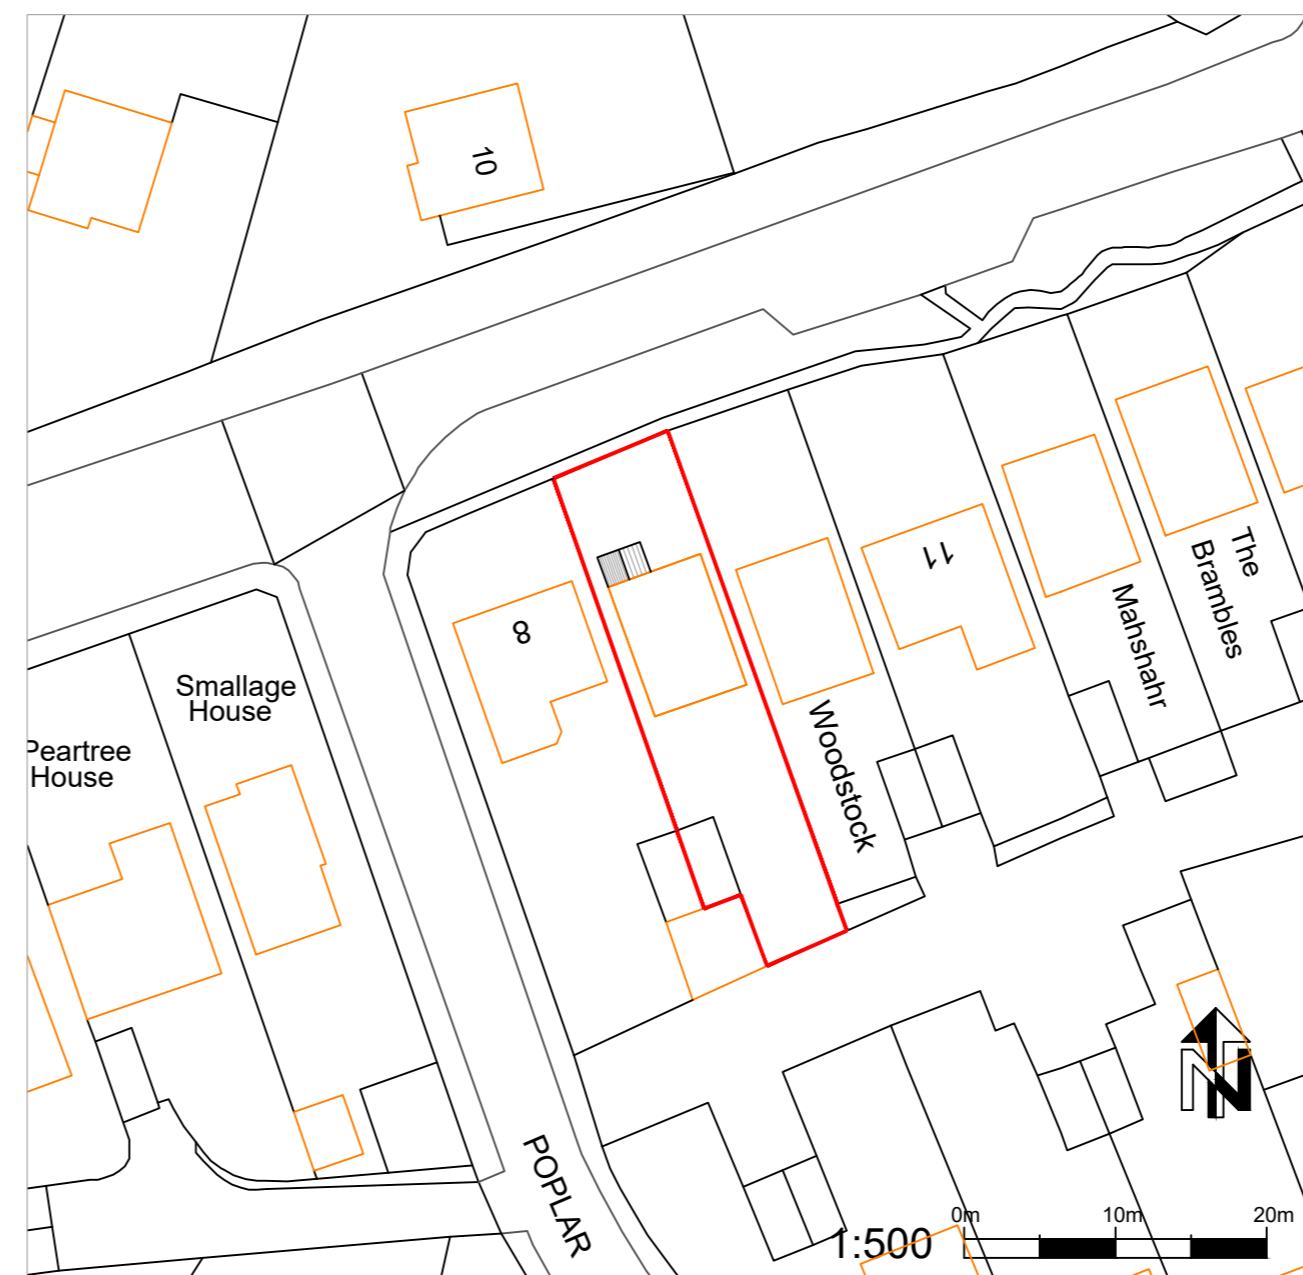 10
8
11
The
Brambles
Mahshahr
Smallage
House
Peartree
House
Woodstock
POPLAR
N
0m 10m 20m
1:500